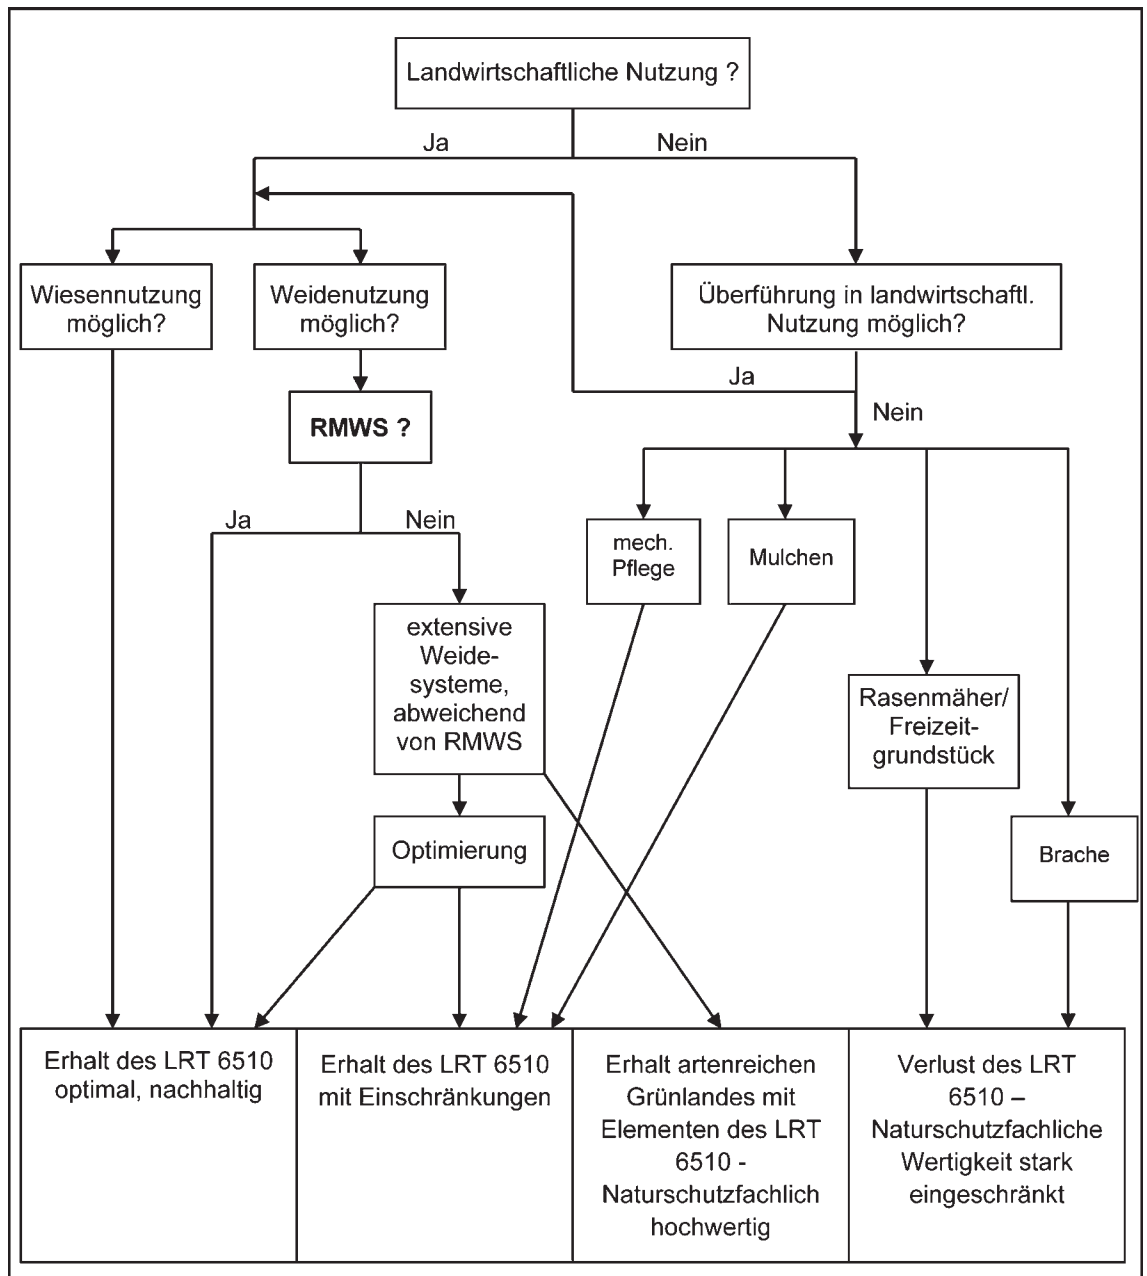 Landwirtschaftliche Nutzung ?
Ja
Nein
Wiesennutzung
möglich?
Weidenutzung
möglich?
Überführung in landwirtschaftl.
Nutzung möglich?
Ja
Nein
RMWS ?
Ja
Nein
mech.
Pflege
Mulchen
extensive
Weide-
systeme,
abweichend
von RMWS
Rasenmäher/
Freizeit-
grundstück
Optimierung
Brache
Erhalt des LRT 6510
optimal, nachhaltig
Erhalt des LRT 6510
mit Einschränkungen
Erhalt artenreichen
Grünlandes mit
Elementen des LRT
6510 -
Naturschutzfachlich
hochwertig
Verlust des LRT
6510 –
Naturschutzfachliche
Wertigkeit stark
eingeschränkt